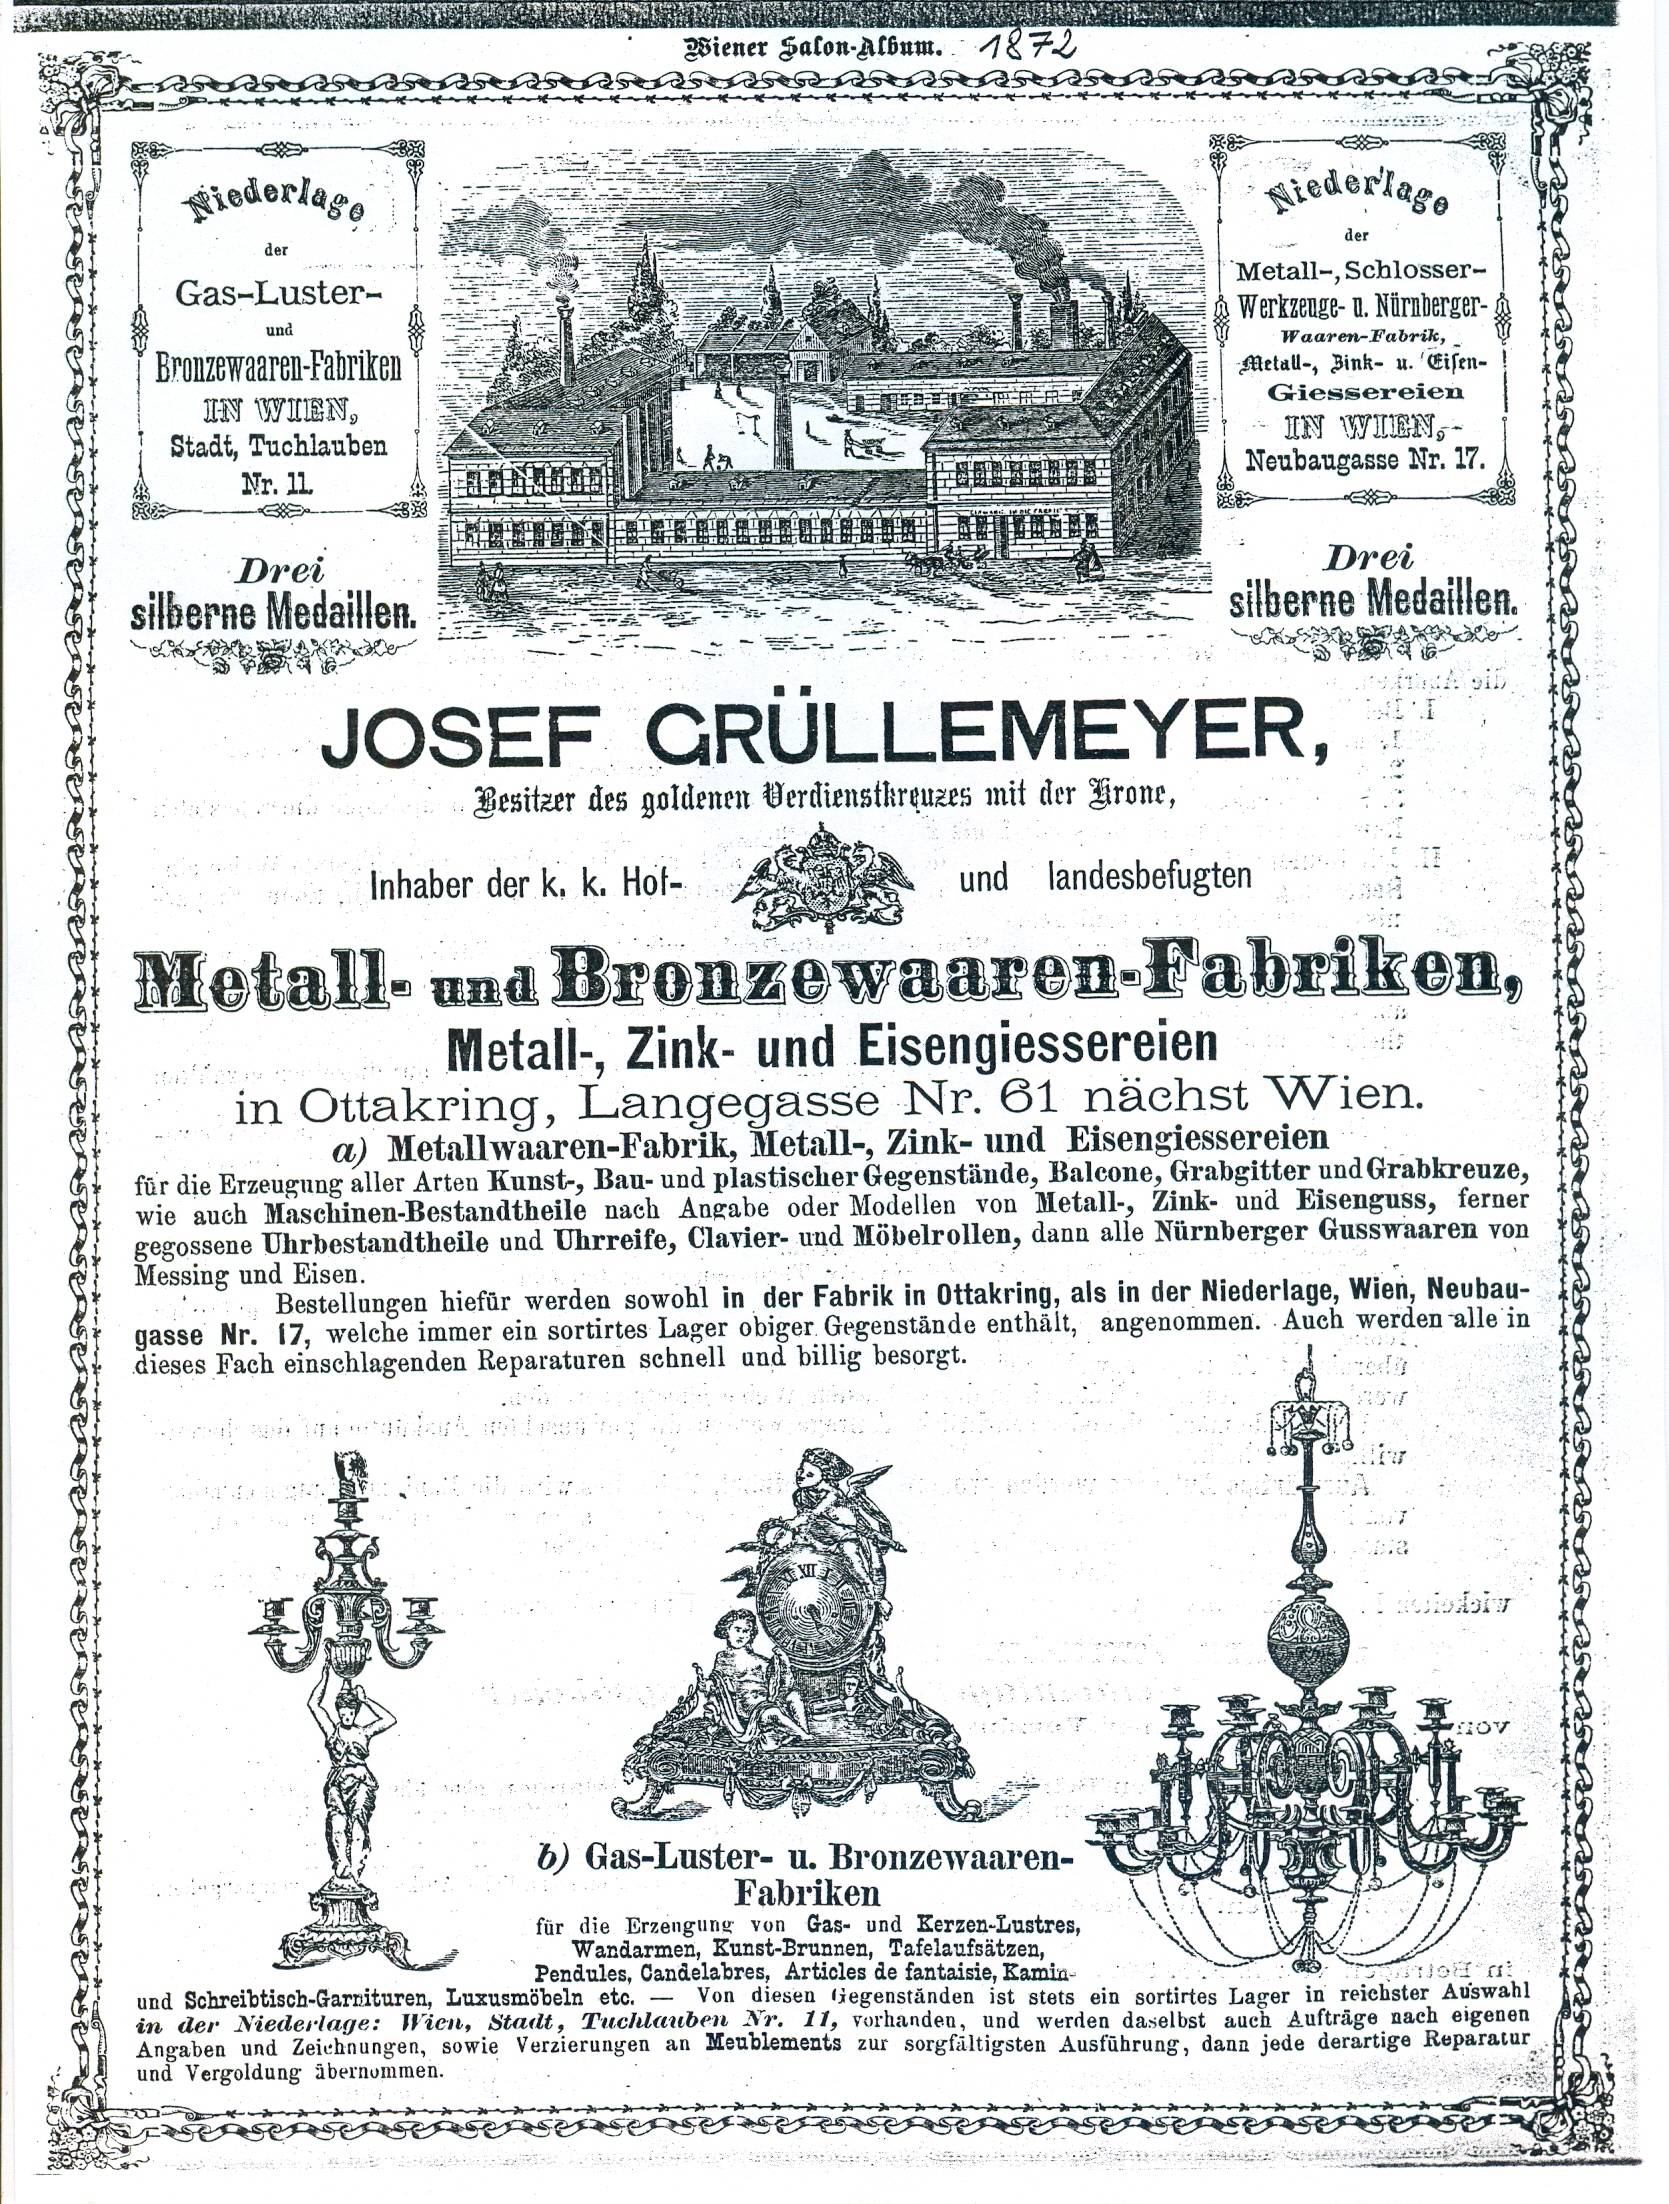 Wiener Salon-Album. 1872
Niederlage
der
Gas-Luster-
und
Bronzewaaren-Fabriken
IN WIEN,
Stadt, Tuchlauben
Nr. 11.
Drei
silberne Medaillen.
Niederlage
der
Metall-, Schlosser-
Werkzeuge- u. Nürnberger-
Waaren-Fabrik,
Metall-, Zink- u. Eisen-
Giessereien
IN WIEN,
Neubaugasse Nr. 17.
Drei
silberne Medaillen.
JOSEF GRÜLLEMEYER,
Besitzer des goldenen Verdienstkreuzes mit der Krone,
Inhaber der k. k. Hof- und landesbefugten
Metall- und Bronzewaaren-Fabriken,
Metall-, Zink- und Eisengiessereien
in Ottakring, Langegasse Nr. 61 nächst Wien.
a) Metallwaaren-Fabrik, Metall-, Zink- und Eisengiessereien
für die Erzeugung aller Arten Kunst-, Bau- und plastischer Gegenstände, Balcone, Grabgitter und Grabkreuze,
wie auch Maschinen-Bestandtheile nach Angabe oder Modellen von Metall-, Zink- und Eisenguss, ferner
gegossene Uhrbestandtheile und Uhrreife, Clavier- und Möbelrollen, dann alle Nürnberger Gusswaaren von
Messing und Eisen.
Bestellungen hiefür werden sowohl in der Fabrik in Ottakring, als in der Niederlage, Wien, Neubau-
gasse Nr. 17, welche immer ein sortirtes Lager obiger Gegenstände enthält, angenommen. Auch werden alle in
dieses Fach einschlagenden Reparaturen schnell und billig besorgt.
XII
b) Gas-Luster- u. Bronzewaaren-
Fabriken
für die Erzeugung von Gas- und Kerzen-Lustres,
Wandarmen, Kunst-Brunnen, Tafelaufsätzen,
Pendules, Candelabres, Articles de fantaisie, Kamin-
und Schreibtisch-Garnituren, Luxusmöbeln etc. — Von diesen Gegenständen ist stets ein sortirtes Lager in reichster Auswahl
in der Niederlage: Wien, Stadt, Tuchlauben Nr. 11, vorhanden, und werden daselbst auch Aufträge nach eigenen
Angaben und Zeichnungen, sowie Verzierungen an Meublements zur sorgfältigsten Ausführung, dann jede derartige Reparatur
und Vergoldung übernommen.